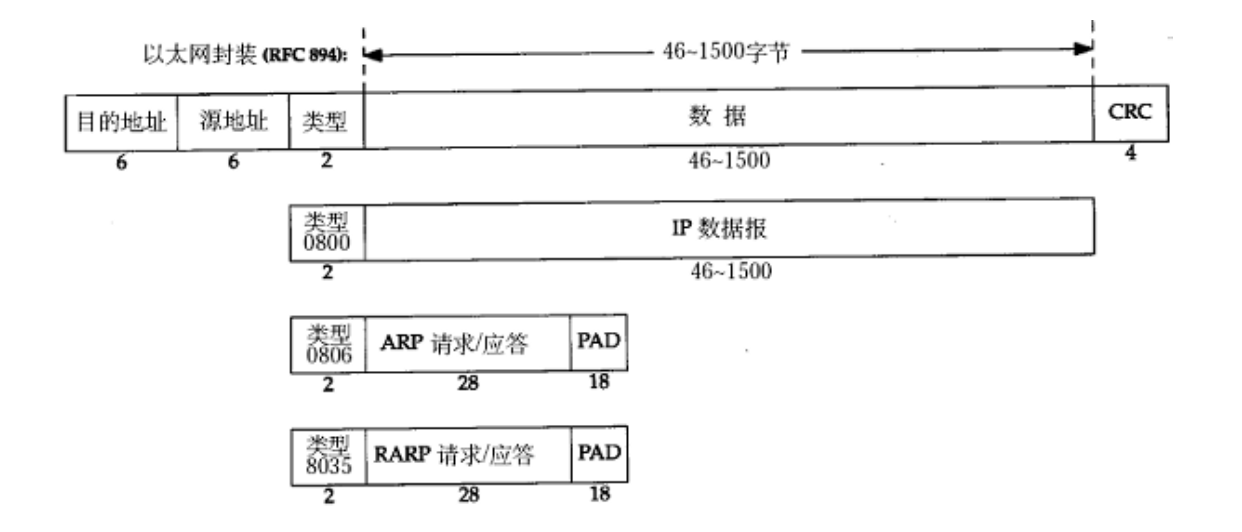 以太网封装 (RFC 894): 46~1500字节
目的地址 源地址 类型 数 据 CRC
6 6 2 46~1500 4
类型 IP 数据报
0800
2 46~1500
类型 ARP 请求/应答 PAD
0806
2 28 18
类型 RARP 请求/应答 PAD
8035
2 28 18